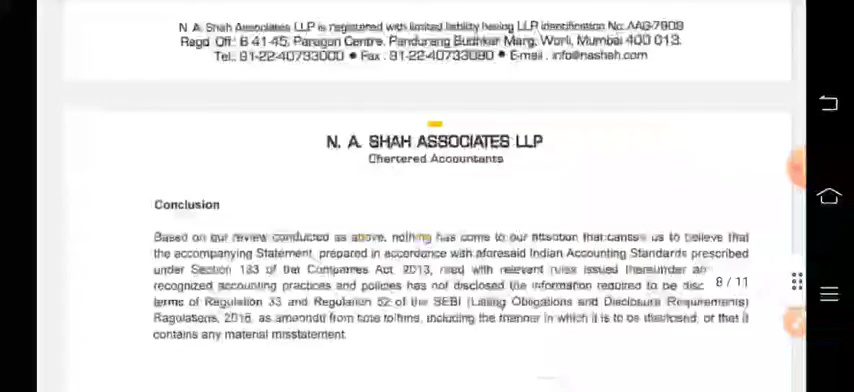 N. A. Shah Associates LLP is registered with limited liability having LLP identification No. AAG-7909
Regd Off: B 41-45, Paragon Centre, Pandurang Budhkar Marg, Worli, Mumbai 400 013.
Tel.: 91-22-40733000 • Fax : 91-22-40733090 • E-mail : info@nashah.com
N. A. SHAH ASSOCIATES LLP
Chartered Accountants
Conclusion
Based on our review conducted as above, nothing has come to our attention that causes us to believe that
the accompanying Statement, prepared in accordance with aforesaid Indian Accounting Standards prescribed
under Section 133 of the Companies Act, 2013, read with relevant rules issued thereunder an
recognized accounting practices and policies has not disclosed the information required to be disc
8 / 11
terms of Regulation 33 and Regulation 52 of the SEBI (Listing Obligations and Disclosure Requirements)
Regulations, 2015, as amended from time to time, including the manner in which it is to be disclosed, or that it
contains any material misstatement.